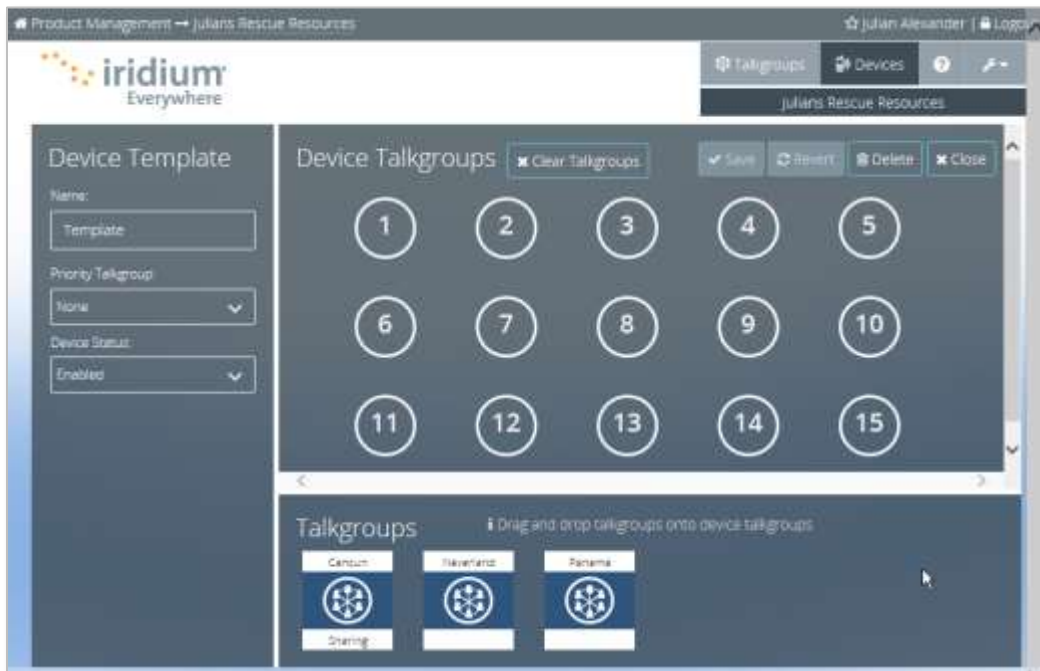 Product Management → Julians Rescue Resources
Julian Alexander | Logou
iridium
Everywhere
Talkgroups Devices ?
Julians Rescue Resources
Device Template
Name:
Template
Priority Talkgroup:
None
Device Status:
Enabled
Device Talkgroups
Clear Talkgroups
Save Revert Delete Close
1 2 3 4 5
6 7 8 9 10
11 12 13 14 15
Talkgroups
Drag and drop talkgroups onto device talkgroups
Cancun Neverland Panama
Sharing